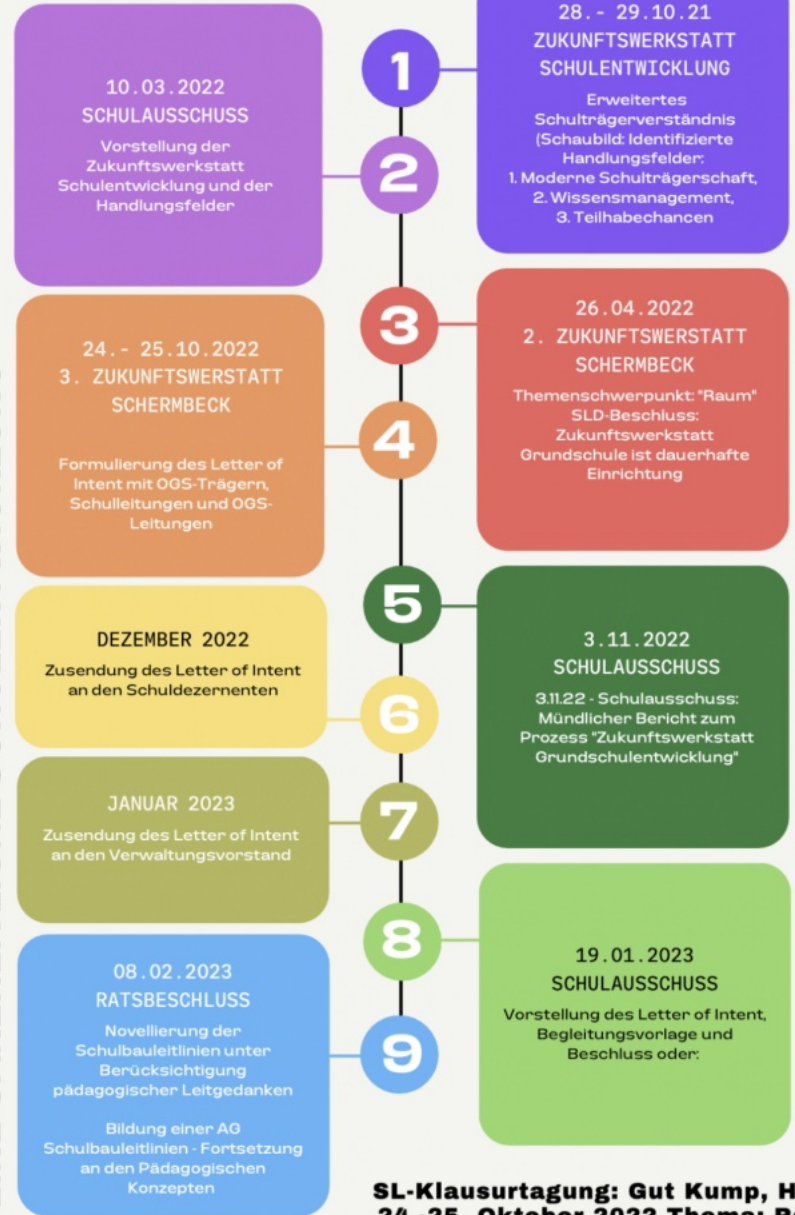 28.- 29.10.21
ZUKUNFTSWERKSTATT
SCHULENTWICKLUNG
Erweitertes
Schulträgerverständnis
(Schaubild: Identifizierte
Handlungsfelder:
1. Moderne Schulträgerschaft,
2. Wissensmanagement,
3. Teilhabechancen
1
10.03.2022
SCHULAUSSCHUSS
Vorstellung der
Zukunftswerkstatt
Schulentwicklung und der
Handlungsfelder
2
26.04.2022
2. ZUKUNFTSWERSTATT
SCHERMBECK
Themenschwerpunkt: "Raum"
SLD-Beschluss:
Zukunftswerkstatt
Grundschule ist dauerhafte
Einrichtung
3
24.- 25.10.2022
3. ZUKUNFTSWERSTATT
SCHERMBECK
Formulierung des Letter of
Intent mit OGS-Trägern,
Schulleitungen und OGS-
Leitungen
4
3.11.2022
SCHULAUSSCHUSS
3.11.22 - Schulausschuss:
Mündlicher Bericht zum
Prozess "Zukunftswerkstatt
Grundschulentwicklung"
5
DEZEMBER 2022
Zusendung des Letter of Intent
an den Schuldezernenten
6
JANUAR 2023
Zusendung des Letter of Intent
an den Verwaltungsvorstand
7
19.01.2023
SCHULAUSSCHUSS
Vorstellung des Letter of Intent,
Begleitungsvorlage und
Beschluss oder:
8
08.02.2023
RATSBESCHLUSS
Novellierung der
Schulbauleitlinien unter
Berücksichtigung
pädagogischer Leitgedanken
Bildung einer AG
Schulbauleitlinien - Fortsetzung
an den Pädagogischen
Konzepten
9
SL-Klausurtagung: Gut Kump, H
24.-25. Oktober 2022 Thema: